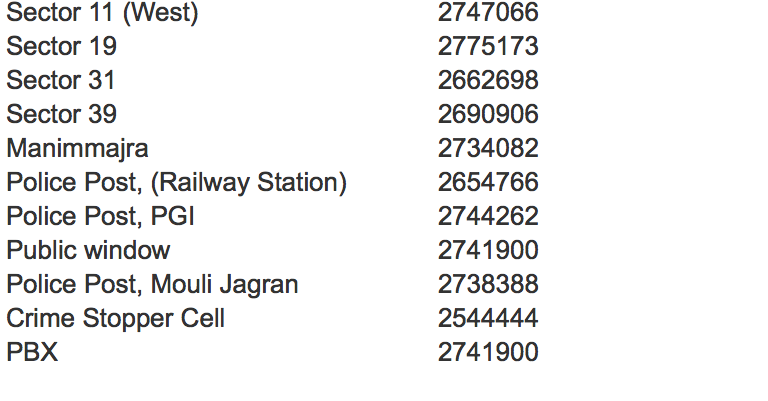 Sector 11 (West) 2747066
Sector 19 2775173
Sector 31 2662698
Sector 39 2690906
Manimmajra 2734082
Police Post, (Railway Station) 2654766
Police Post, PGI 2744262
Public window 2741900
Police Post, Mouli Jagran 2738388
Crime Stopper Cell 2544444
PBX 2741900